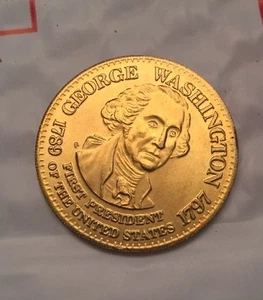 1789 GEORGE WASHINGTON 1797
FIRST PRESIDENT
OF THE UNITED STATES